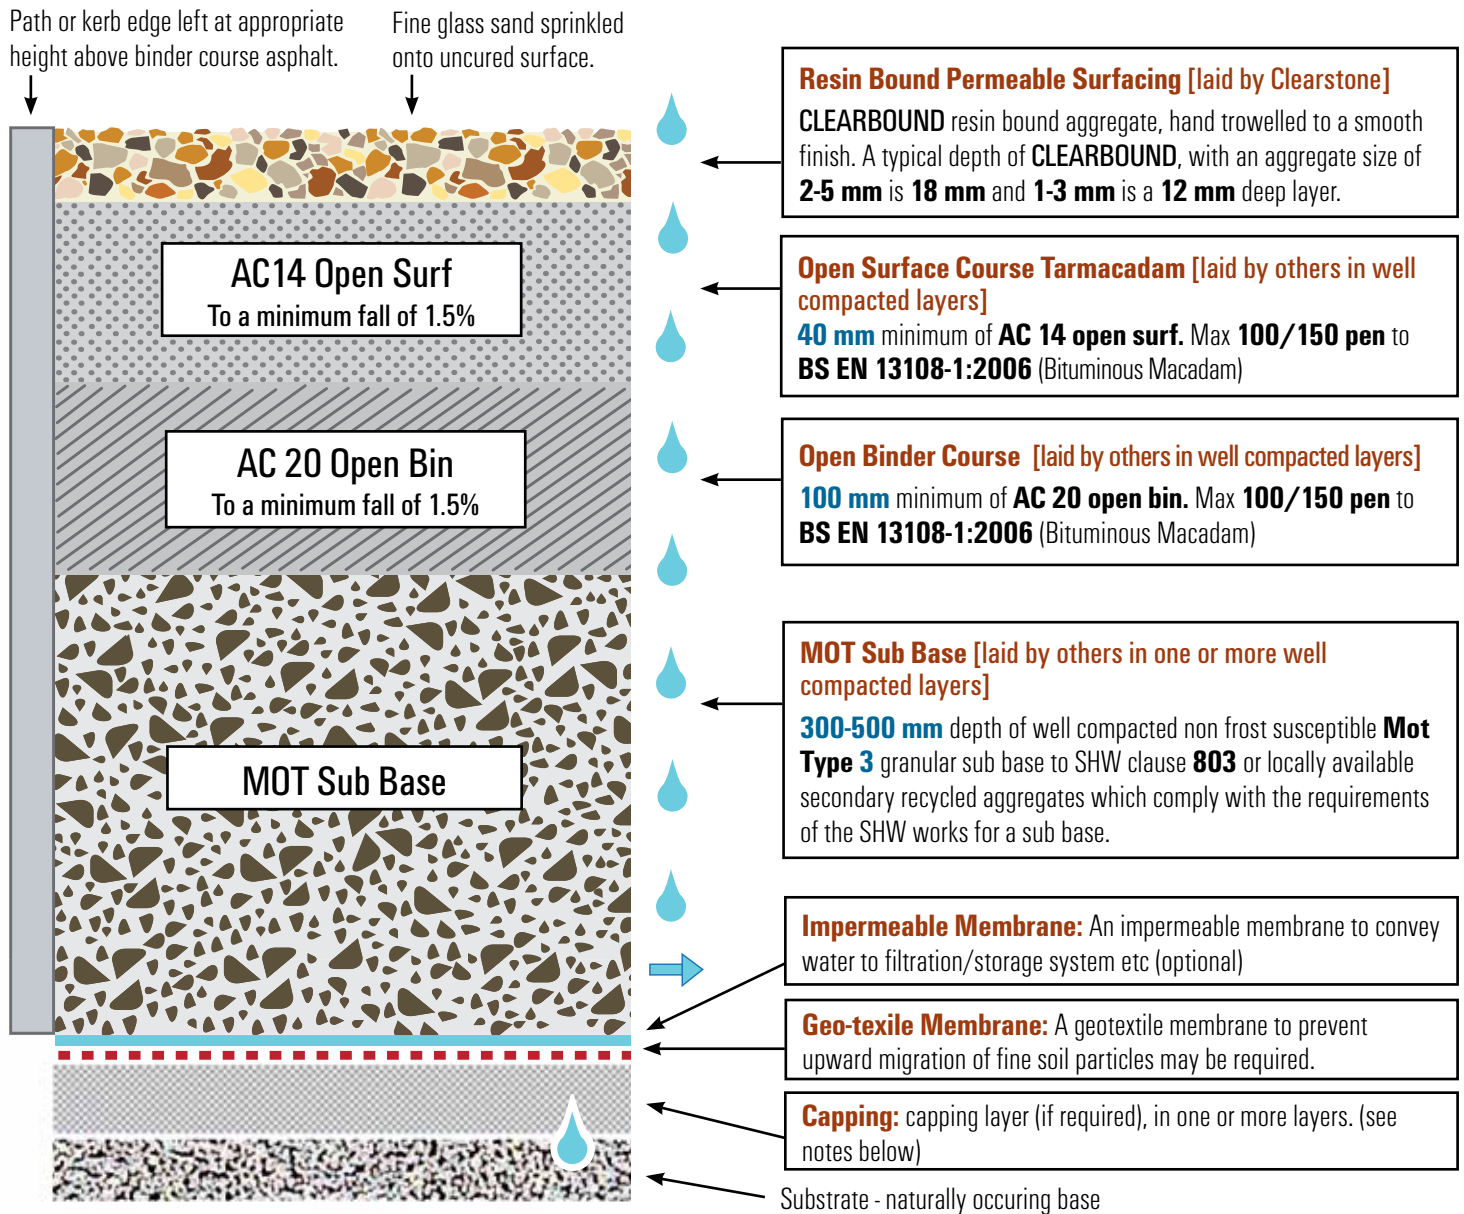 Path or kerb edge left at appropriate
height above binder course asphalt.
Fine glass sand sprinkled
onto uncured surface.
Resin Bound Permeable Surfacing [laid by Clearstone]
CLEARBOUND resin bound aggregate, hand trowelled to a smooth
finish. A typical depth of CLEARBOUND, with an aggregate size of
2-5 mm is 18 mm and 1-3 mm is a 12 mm deep layer.
AC14 Open Surf
To a minimum fall of 1.5%
Open Surface Course Tarmacadam [laid by others in well
compacted layers]
40 mm minimum of AC 14 open surf. Max 100/150 pen to
BS EN 13108-1:2006 (Bituminous Macadam)
AC 20 Open Bin
To a minimum fall of 1.5%
Open Binder Course [laid by others in well compacted layers]
100 mm minimum of AC 20 open bin. Max 100/150 pen to
BS EN 13108-1:2006 (Bituminous Macadam)
MOT Sub Base
MOT Sub Base [laid by others in one or more well
compacted layers]
300-500 mm depth of well compacted non frost susceptible Mot
Type 3 granular sub base to SHW clause 803 or locally available
secondary recycled aggregates which comply with the requirements
of the SHW works for a sub base.
Impermeable Membrane: An impermeable membrane to convey
water to filtration/storage system etc (optional)
Geo-texile Membrane: A geotextile membrane to prevent
upward migration of fine soil particles may be required.
Capping: capping layer (if required), in one or more layers. (see
notes below)
Substrate - naturally occuring base